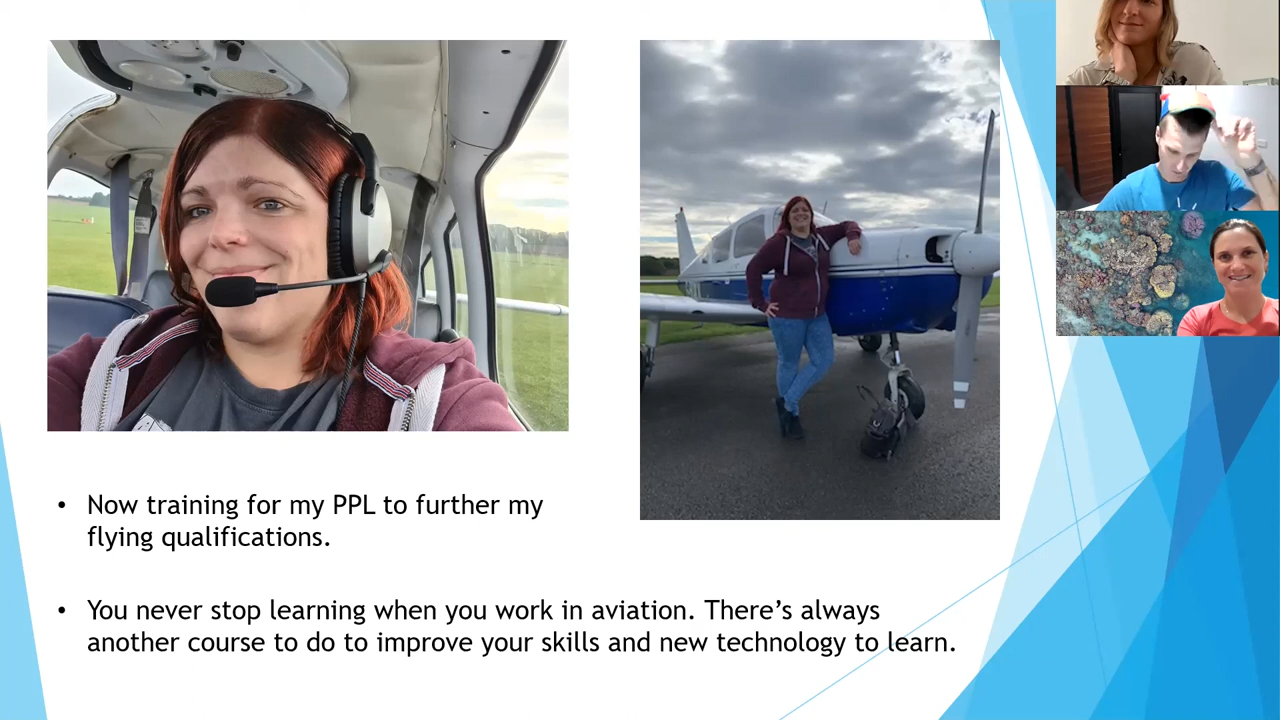 • Now training for my PPL to further my
flying qualifications.
• You never stop learning when you work in aviation. There’s always
another course to do to improve your skills and new technology to learn.